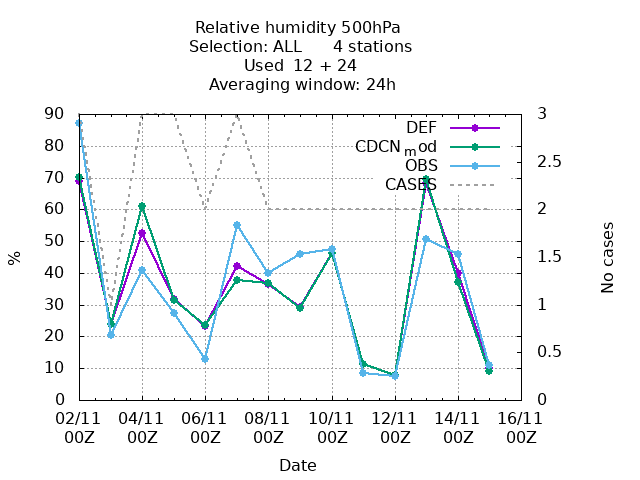 Relative humidity 500hPa
Selection: ALL 4 stations
Used 12 + 24
Averaging window: 24h
DEF
CDCNmod
OBS
CASES
90
80
70
60
50
40
30
20
10
0
%
3
2.5
2
1.5
1
0.5
0
No cases
02/11 04/11 06/11 08/11 10/11 12/11 14/11 16/11
00Z 00Z 00Z 00Z 00Z 00Z 00Z 00Z
Date